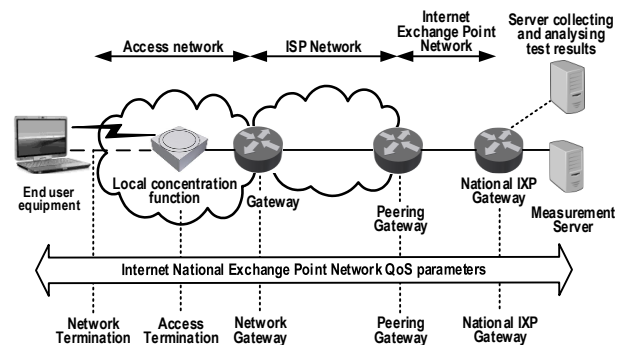 Access network
ISP Network
Internet
Exchange Point
Network
Server collecting
and analysing
test results
End user
equipment
Local concentration
function
Gateway
Peering
Gateway
National IXP
Gateway
Measurement
Server
Internet National Exchange Point Network QoS parameters
Network
Termination
Access
Termination
Network
Gateway
Peering
Gateway
National IXP
Gateway